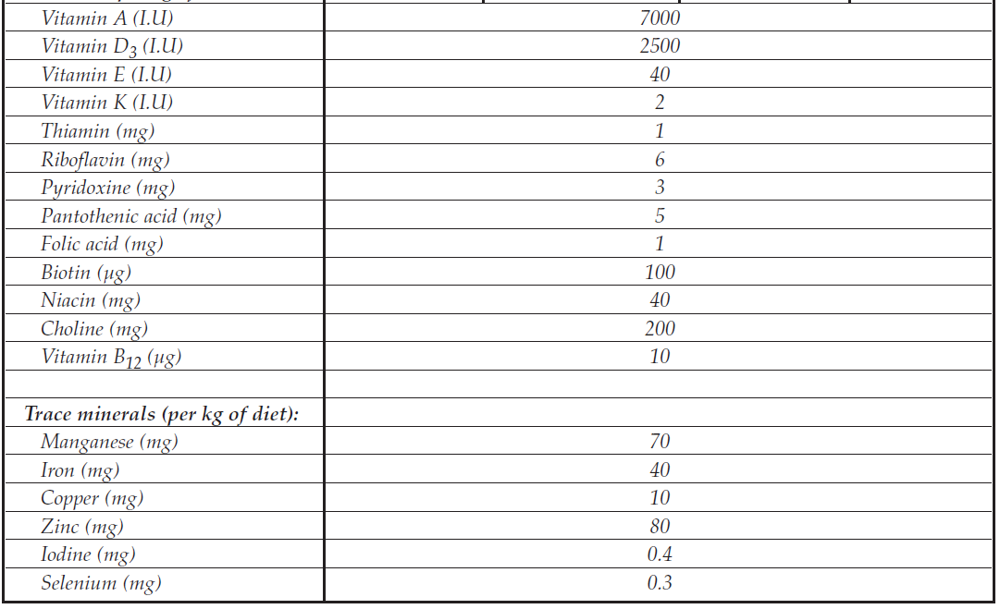 Vitamin A (I.U) 7000
Vitamin D3 (I.U) 2500
Vitamin E (I.U) 40
Vitamin K (I.U) 2
Thiamin (mg) 1
Riboflavin (mg) 6
Pyridoxine (mg) 3
Pantothenic acid (mg) 5
Folic acid (mg) 1
Biotin (µg) 100
Niacin (mg) 40
Choline (mg) 200
Vitamin B12 (µg) 10
Trace minerals (per kg of diet):
Manganese (mg) 70
Iron (mg) 40
Copper (mg) 10
Zinc (mg) 80
Iodine (mg) 0.4
Selenium (mg) 0.3